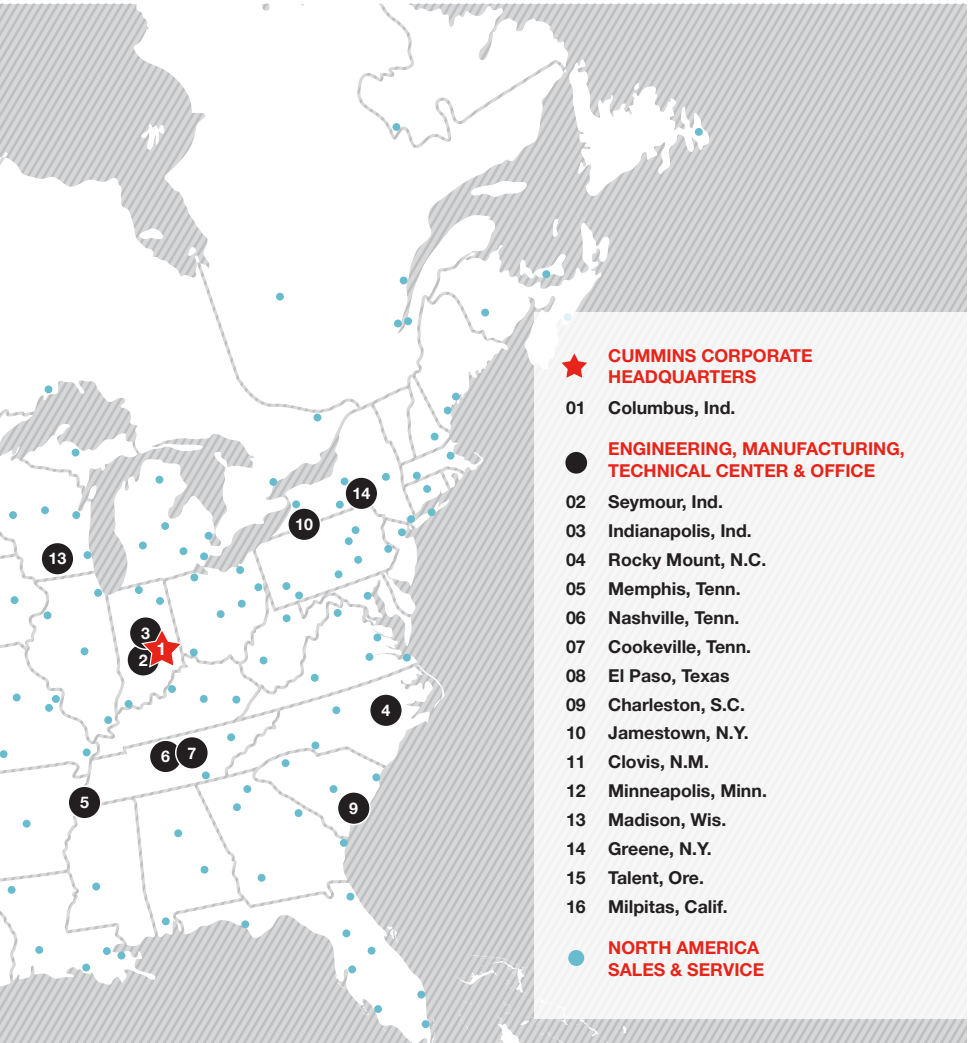 14
10
13
3
1
2
4
6
7
5
9
CUMMINS CORPORATE
HEADQUARTERS
01 Columbus, Ind.
ENGINEERING, MANUFACTURING,
TECHNICAL CENTER & OFFICE
02 Seymour, Ind.
03 Indianapolis, Ind.
04 Rocky Mount, N.C.
05 Memphis, Tenn.
06 Nashville, Tenn.
07 Cookeville, Tenn.
08 El Paso, Texas
09 Charleston, S.C.
10 Jamestown, N.Y.
11 Clovis, N.M.
12 Minneapolis, Minn.
13 Madison, Wis.
14 Greene, N.Y.
15 Talent, Ore.
16 Milpitas, Calif.
NORTH AMERICA
SALES & SERVICE